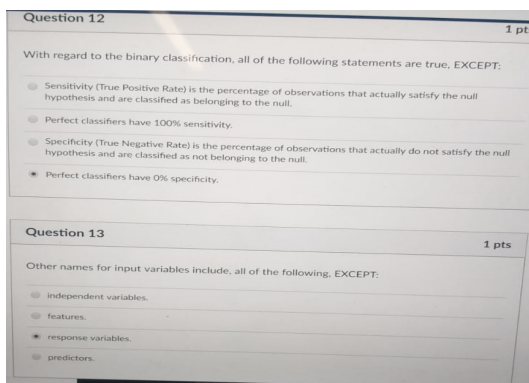 Question 12
1 pt
With regard to the binary classification, all of the following statements are true, EXCEPT:
Sensitivity (True Positive Rate) is the percentage of observations that actually satisfy the null
hypothesis and are classified as belonging to the null.
Perfect classifiers have 100% sensitivity.
Specificity (True Negative Rate) is the percentage of observations that actually do not satisfy the null
hypothesis and are classified as not belonging to the null.
Perfect classifiers have 0% specificity.
Question 13
1 pts
Other names for input variables include, all of the following, EXCEPT:
independent variables.
features.
response variables.
predictors.